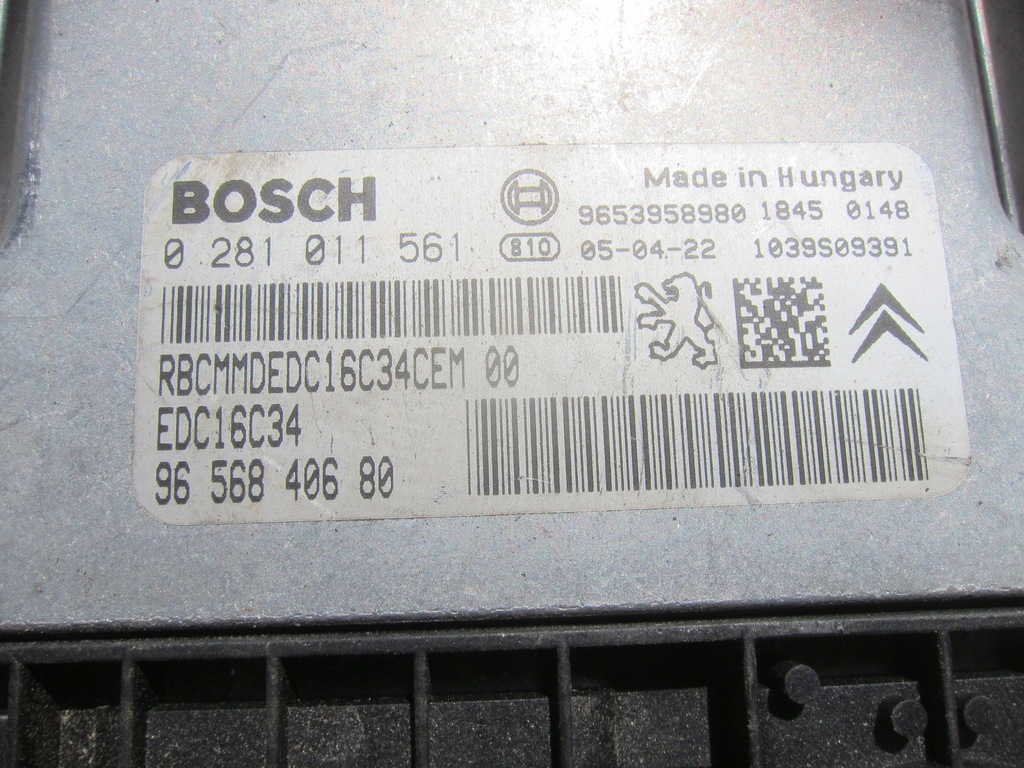 BOSCH
Made in Hungary
9653958980 1845 0148
0 281 011 561
810
05-04-22 1039S09391
RBCMMDEDC16C34CEM 00
EDC16C34
96 568 406 80